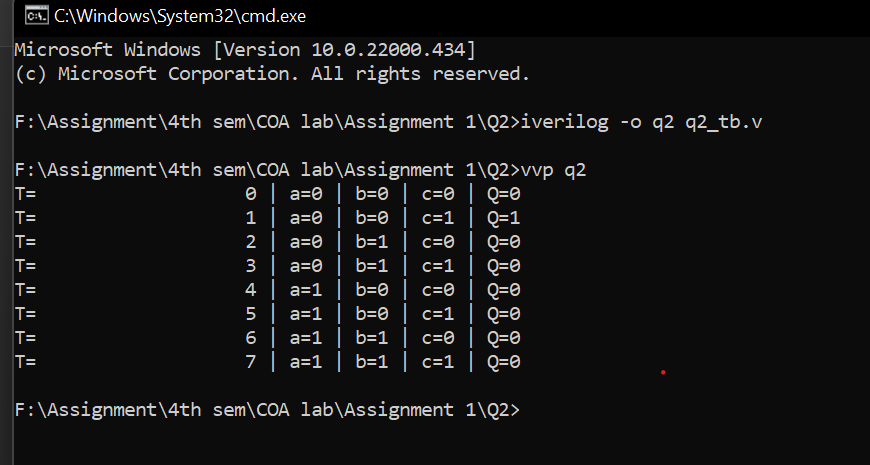 C:\Windows\System32\cmd.exe
Microsoft Windows [Version 10.0.22000.434]
(c) Microsoft Corporation. All rights reserved.
F:\Assignment\4th sem\COA lab\Assignment 1\Q2>iverilog -o q2 q2_tb.v
F:\Assignment\4th sem\COA lab\Assignment 1\Q2>vvp q2
T=                   0 | a=0 | b=0 | c=0 | Q=0
T=                   1 | a=0 | b=0 | c=1 | Q=1
T=                   2 | a=0 | b=1 | c=0 | Q=0
T=                   3 | a=0 | b=1 | c=1 | Q=0
T=                   4 | a=1 | b=0 | c=0 | Q=0
T=                   5 | a=1 | b=0 | c=1 | Q=0
T=                   6 | a=1 | b=1 | c=0 | Q=0
T=                   7 | a=1 | b=1 | c=1 | Q=0
F:\Assignment\4th sem\COA lab\Assignment 1\Q2>